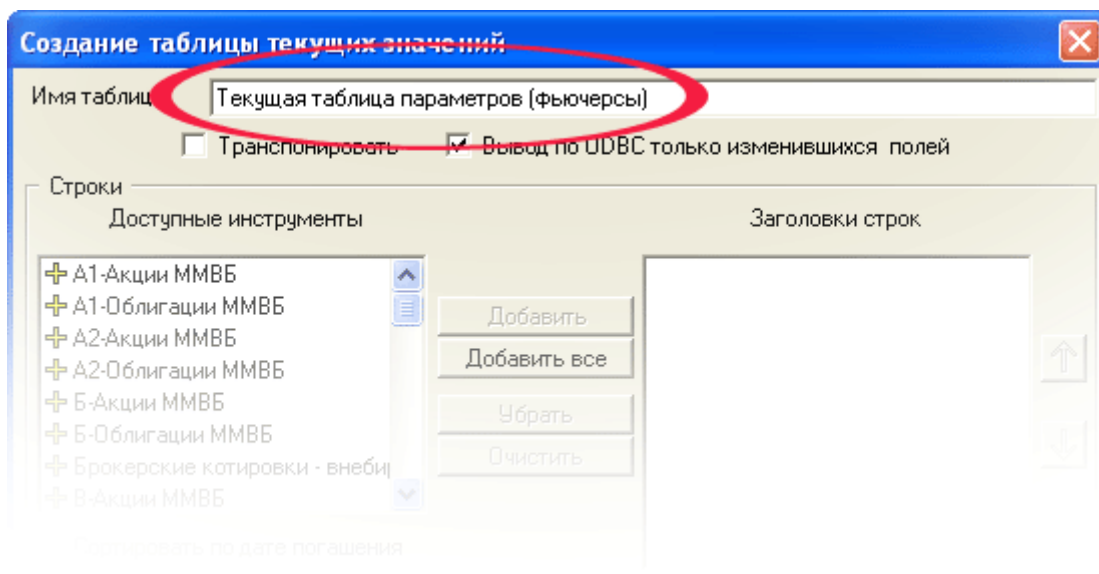 Создание таблицы текущих значений
Имя таблиц
Текущая таблица параметров (фьючерсы)
Транспонировать
Вывод по ODBC только изменившихся полей
Строки
Доступные инструменты
Заголовки строк
А1-Акции ММВБ
А1-Облигации ММВБ
А2-Акции ММВБ
А2-Облигации ММВБ
Б-Акции ММВБ
Б-Облигации ММВБ
Брокерские котировки - внебир
В-Акции ММВБ
Добавить
Добавить все
Убрать
Очистить
Сортировать по дате погашения